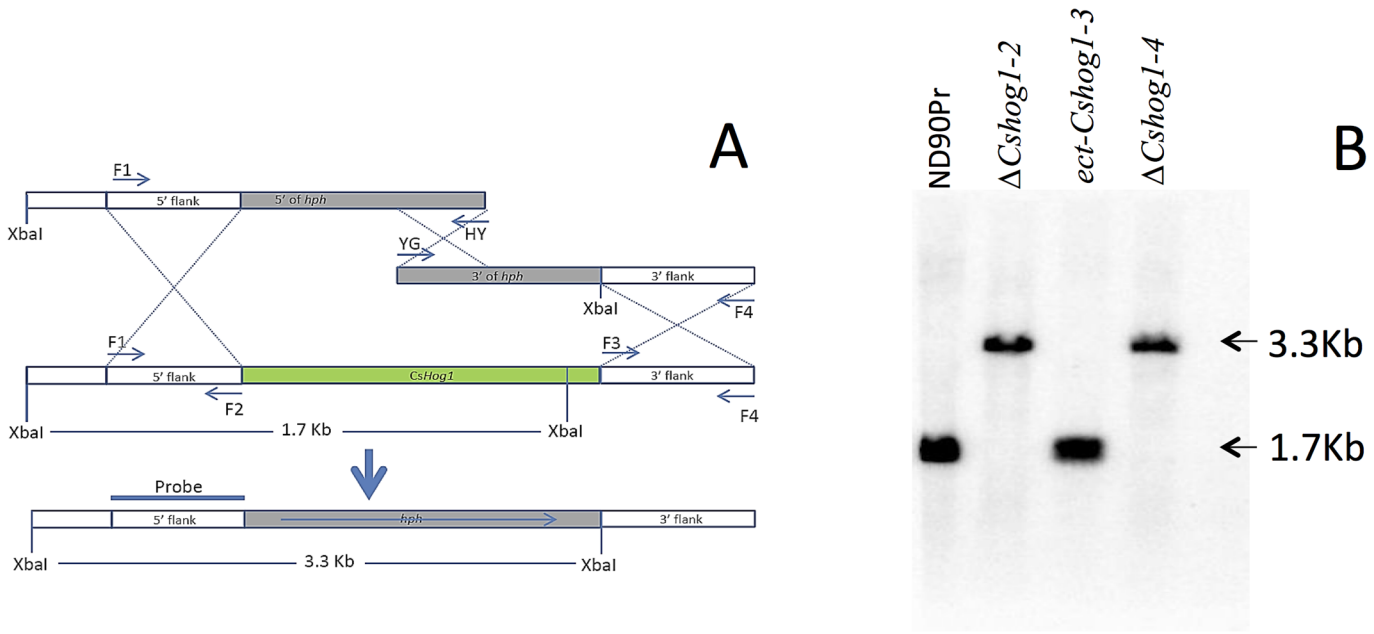 A
F1
5' flank
5' of hph
XbaI
HY
YG
3' of hph
3' flank
XbaI
F4
F1
F3
5' flank
CsHog1
3' flank
F2
F4
XbaI
1.7 Kb
XbaI
Probe
5' flank
hph
3' flank
XbaI
3.3 Kb
XbaI
B
ND90Pr
ΔCshog1-2
ect-Cshog1-3
ΔCshog1-4
3.3Kb
1.7Kb